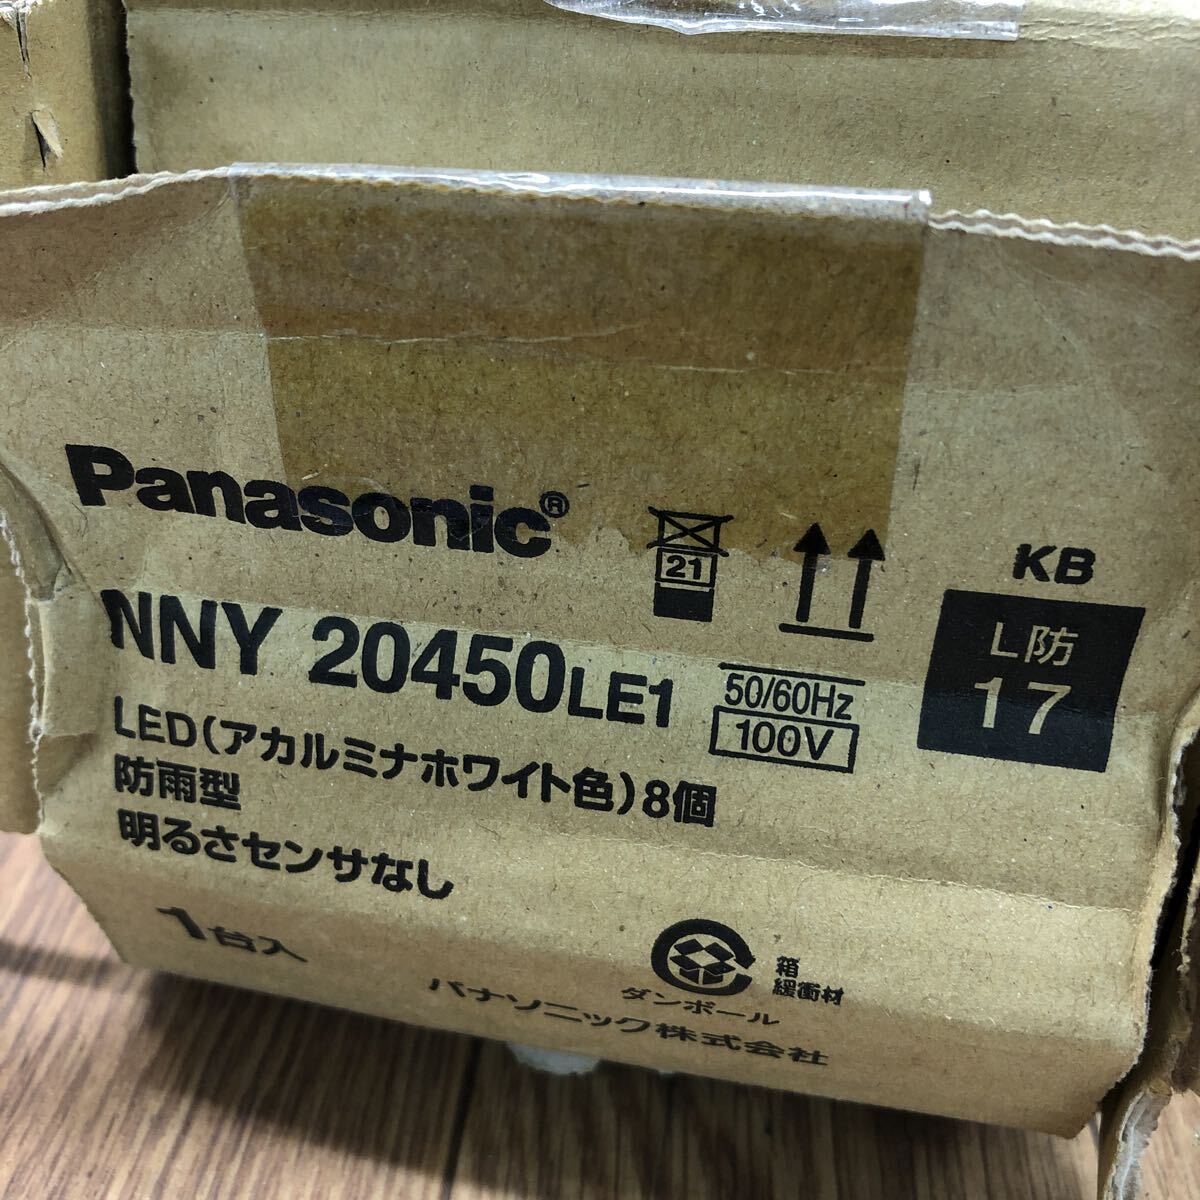 Panasonic®
21
KB
L防
17
NNY 20450LE1
50/60Hz
100V
LED(アカルミナホワイト色)8個
防雨型
明るさセンサなし
1台入
ダンボール
箱
緩衝材
パナソニック株式会社